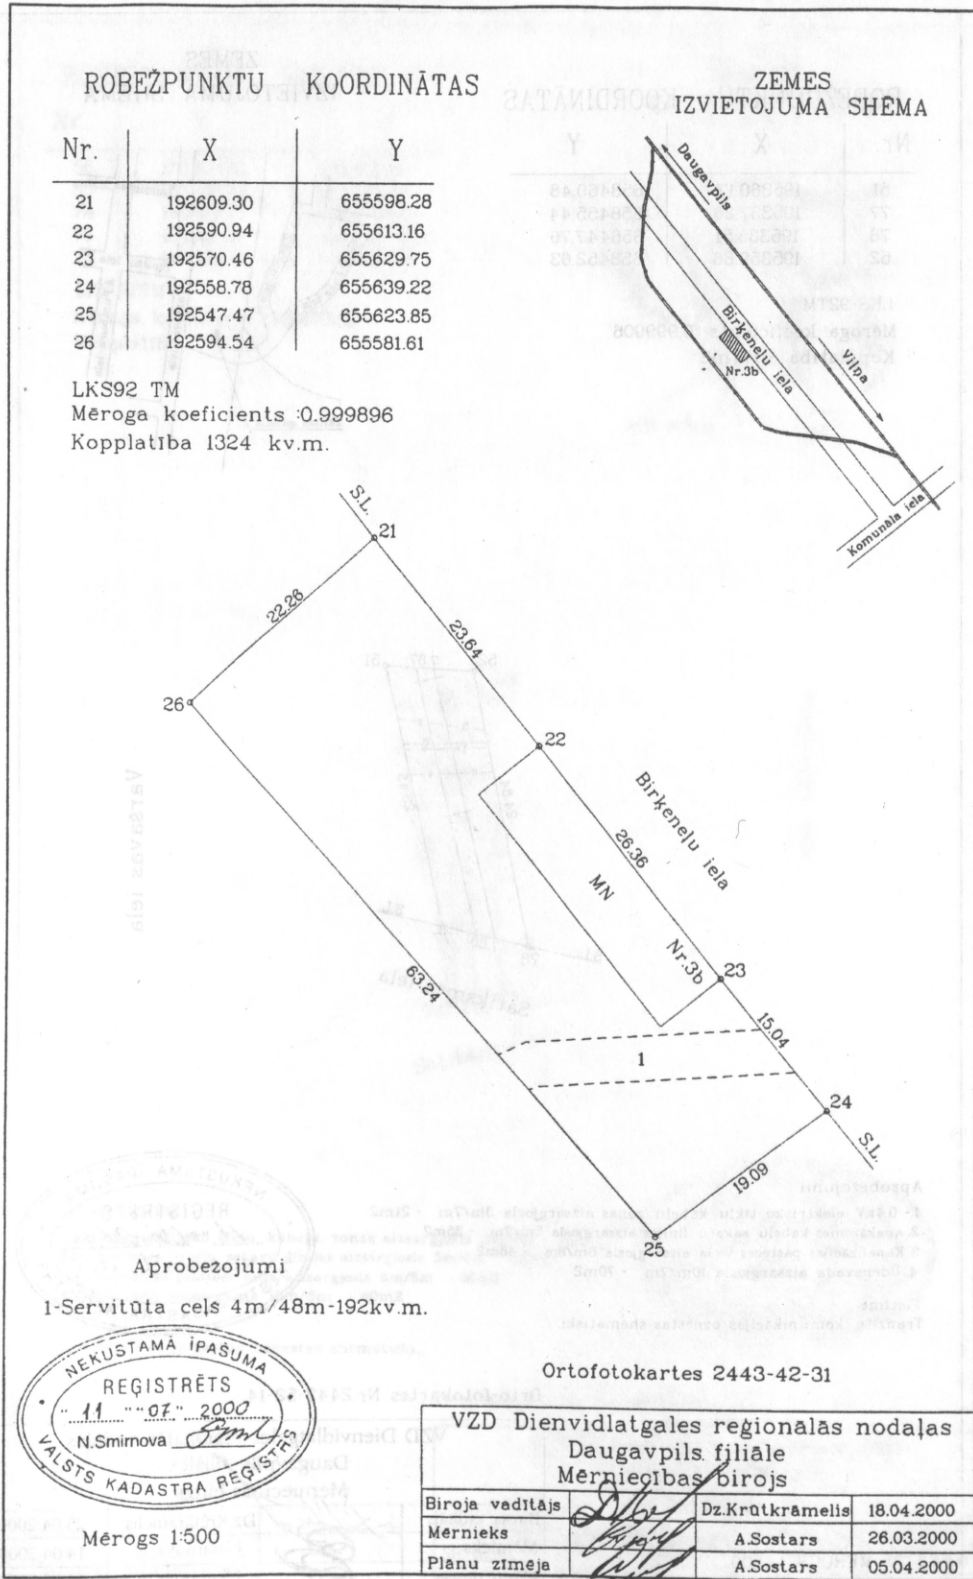 ROBEŽPUNKTU KOORDINĀTAS
Nr. X Y
21 192609.30 655598.28
22 192590.94 655613.16
23 192570.46 655629.75
24 192558.78 655639.22
25 192547.47 655623.85
26 192594.54 655581.61
LKS92 TM
Mēroga koeficients :0.999896
Kopplatība 1324 kv.m.
ZEMES
IZVIETOJUMA SHĒMA
Daugavpils
Birķeneļu iela
Nr.3b
Viļņa
Komunāla iela
S.L.
21
22.26
23.64
26
22
Birķeneļu iela
26.36
MN
Nr.3b
23
63.24
15.04
1
24
S.L.
19.09
25
Aprobežojumi
1-Servitūta ceļs 4m/48m-192kv.m.
NEKUSTAMĀ ĪPAŠUMA
REĢISTRĒTS
" 11 " " 07 " 2000
N.Smirnova
VALSTS KADASTRA REĢISTRS
Mērogs 1:500
Ortofotokartes 2443-42-31
VZD Dienvidlatgales reģionālās nodaļas
Daugavpils filiāle
Mērniecības birojs
Biroja vadītājs Dz.Krūtkrāmelis 18.04.2000
Mērnieks A.Sostars 26.03.2000
Plānu zīmēja A.Sostars 05.04.2000